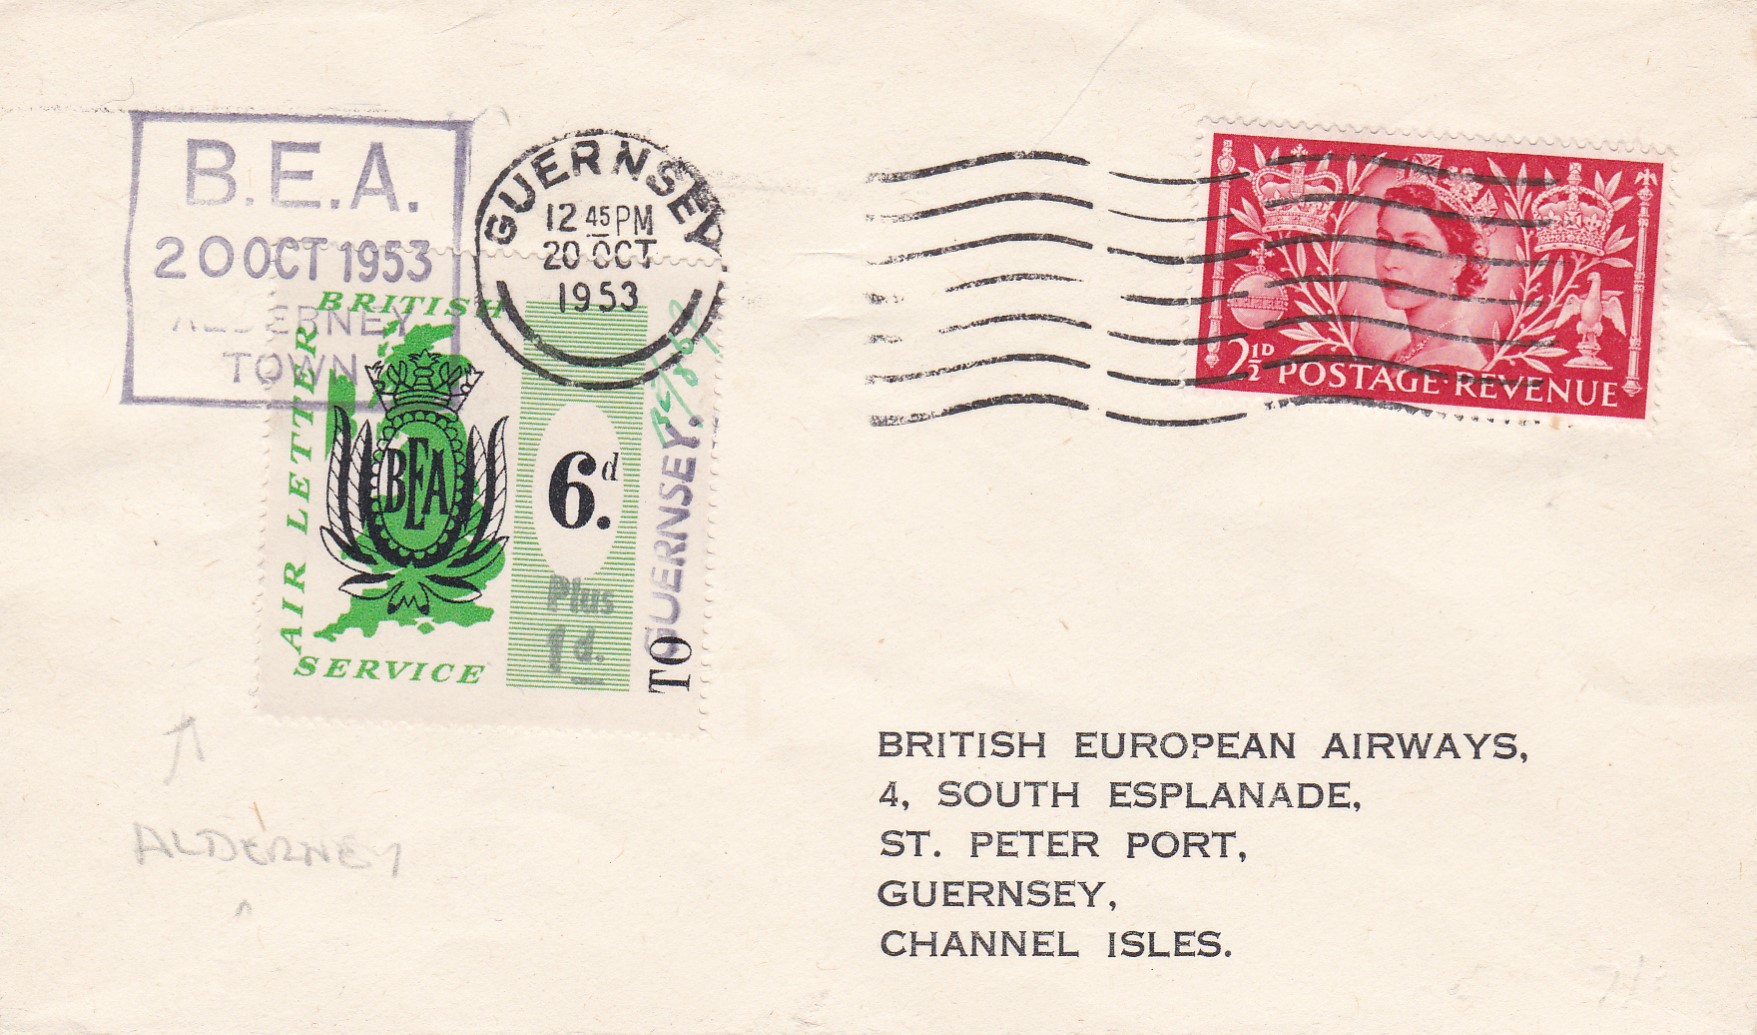 B.E.A.
20 OCT 1953
ALDERNEY
TOWN
GUERNSEY
12 45 PM
20 OCT
1953
BRITISH
AIR LETTER
SERVICE
BEA
6d.
Plus
1d.
TO
GUERNSEY.
2½D POSTAGE·REVENUE
ALDERNEY
BRITISH EUROPEAN AIRWAYS,
4, SOUTH ESPLANADE,
ST. PETER PORT,
GUERNSEY,
CHANNEL ISLES.